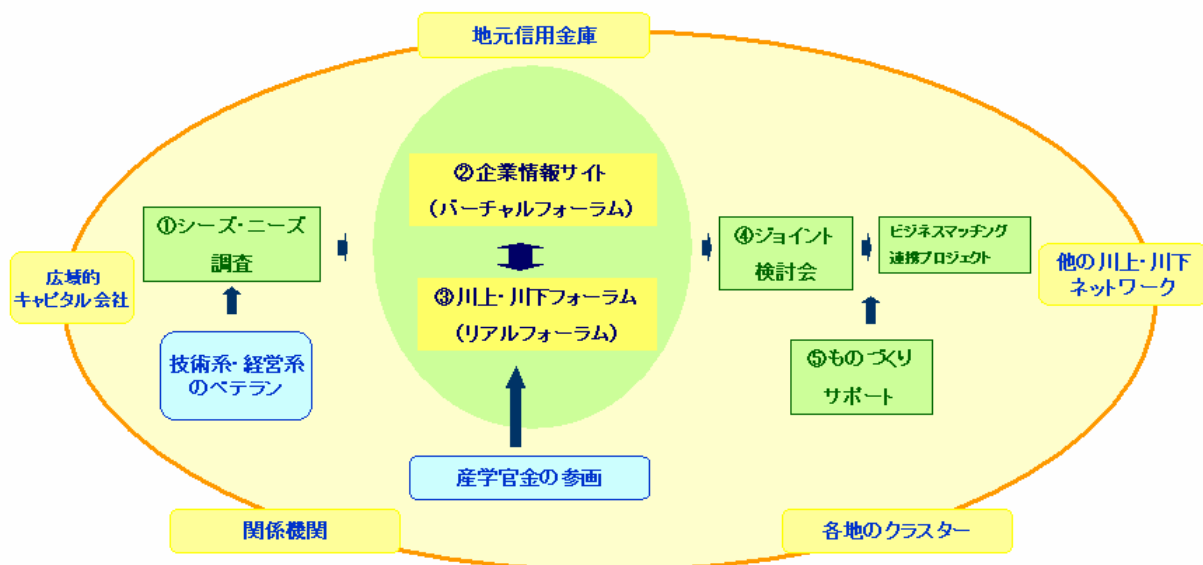 地元信用金庫
②企業情報サイト
(バーチャルフォーラム)
①シーズ・ニーズ
調査
④ジョイント
検討会
ビジネスマッチング
連携プロジェクト
広域的
キャピタル会社
他の川上・川下
ネットワーク
③川上・川下フォーラム
(リアルフォーラム)
技術系・経営系
のベテラン
⑤ものづくり
サポート
産学官金の参画
関係機関
各地のクラスター